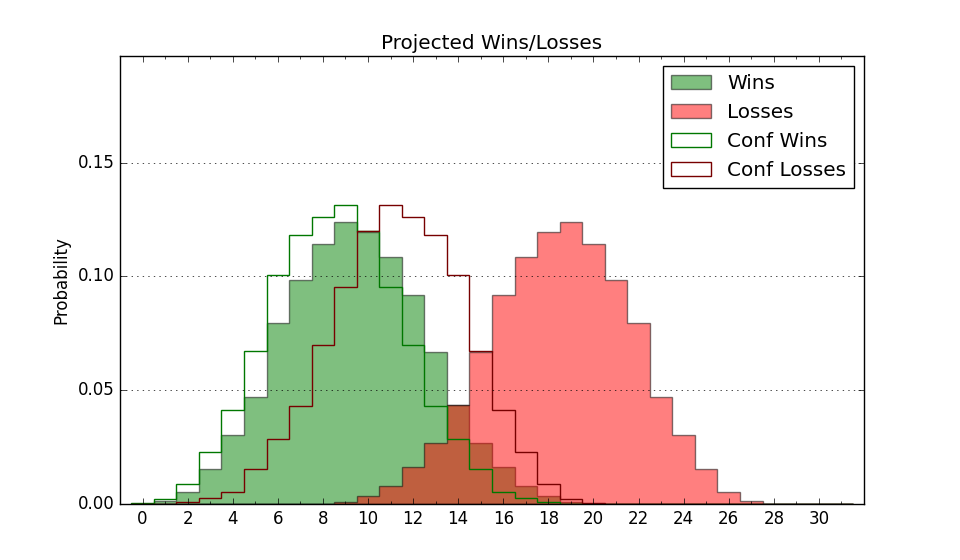 Projected Wins/Losses
Wins
Losses
Conf Wins
Conf Losses
Probability
0.15
0.10
0.05
0.00
0 2 4 6 8 10 12 14 16 18 20 22 24 26 28 30